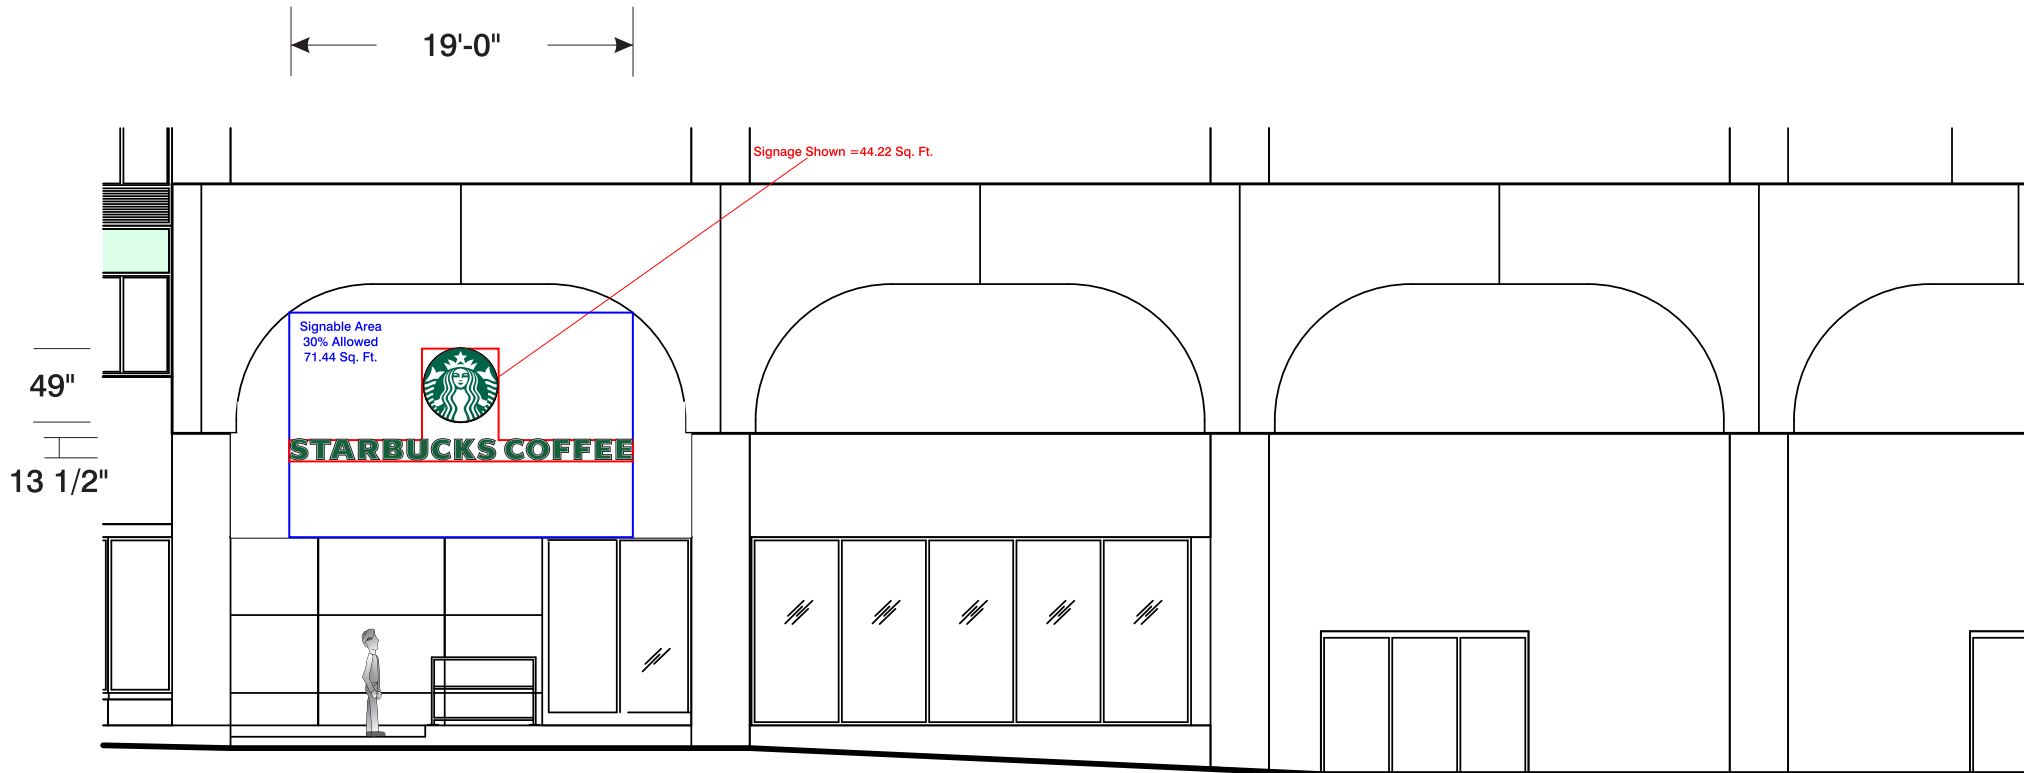 19'-0"
Signage Shown =44.22 Sq. Ft.
Signable Area
30% Allowed
71.44 Sq. Ft.
49"
STARBUCKS COFFEE
13 1/2"